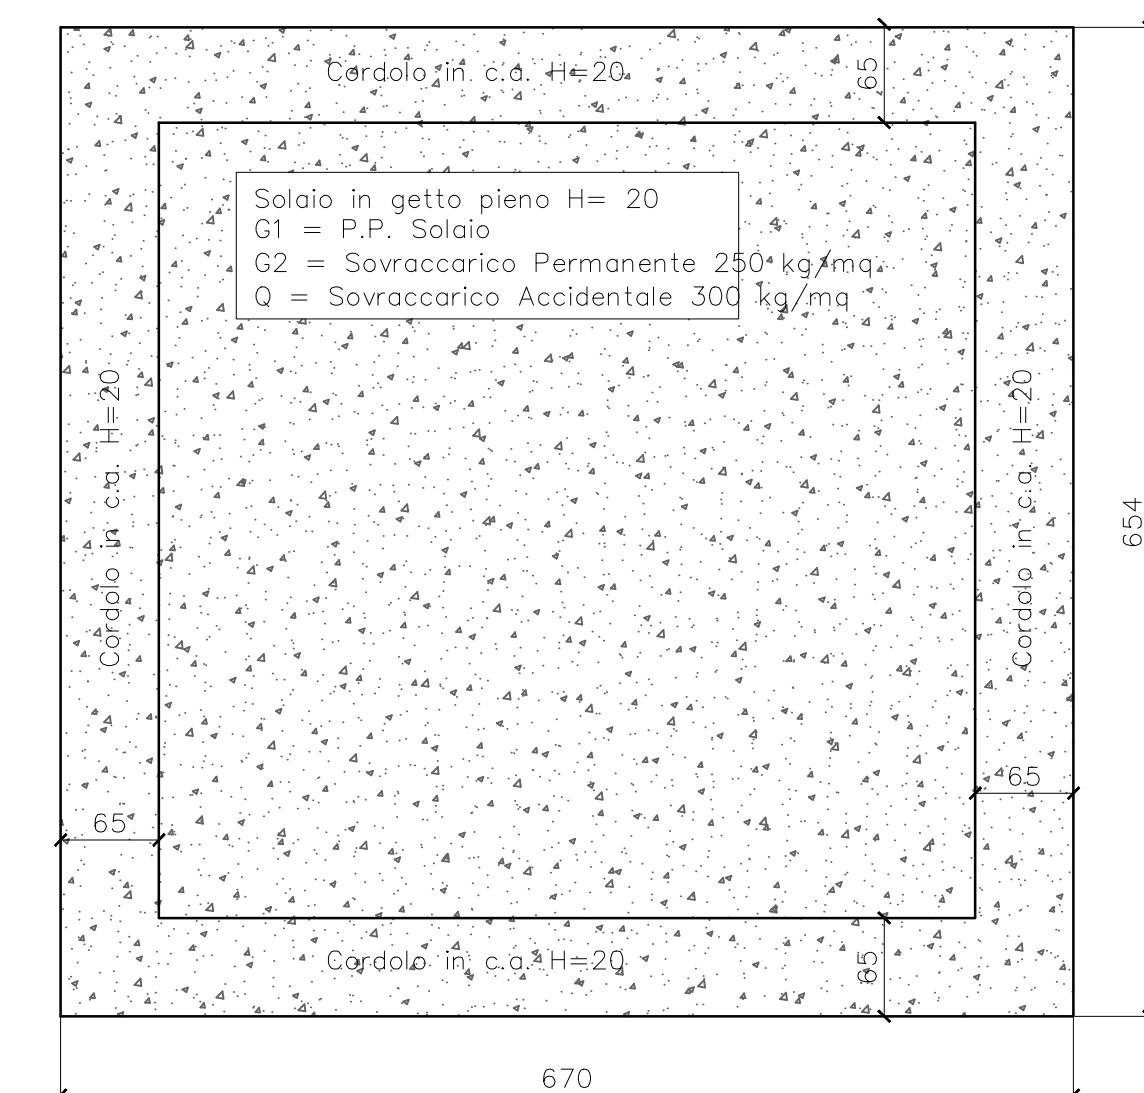 Cordolo in c.a. H=20
65
Solaio in getto pieno H= 20
G1 = P.P. Solaio
G2 = Sovraccarico Permanente 250 kg/mq
Q = Sovraccarico Accidentale 300 kg/mq
Cordolo in c.a. H=20
Cordolo in c.a. H=20
654
65
65
Cordolo in c.a. H=20
65
670